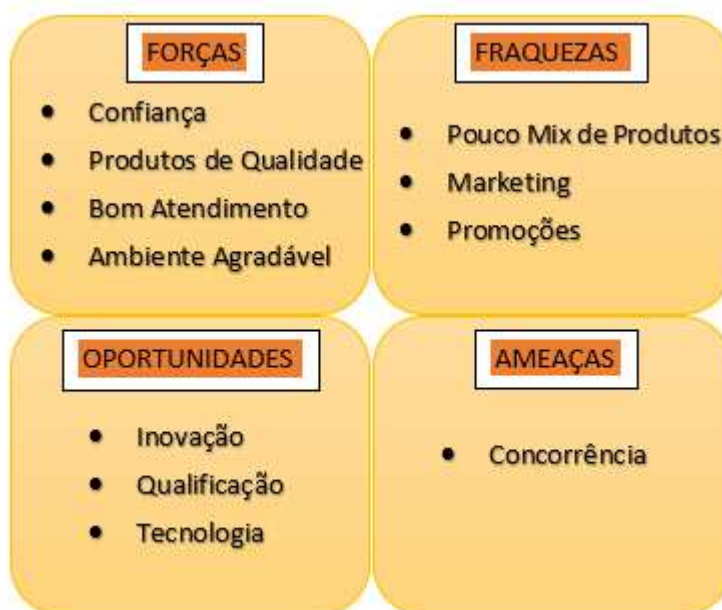 FORÇAS
• Confiança
• Produtos de Qualidade
• Bom Atendimento
• Ambiente Agradável
FRAQUEZAS
• Pouco Mix de Produtos
• Marketing
• Promoções
OPORTUNIDADES
• Inovação
• Qualificação
• Tecnologia
AMEAÇAS
• Concorrência